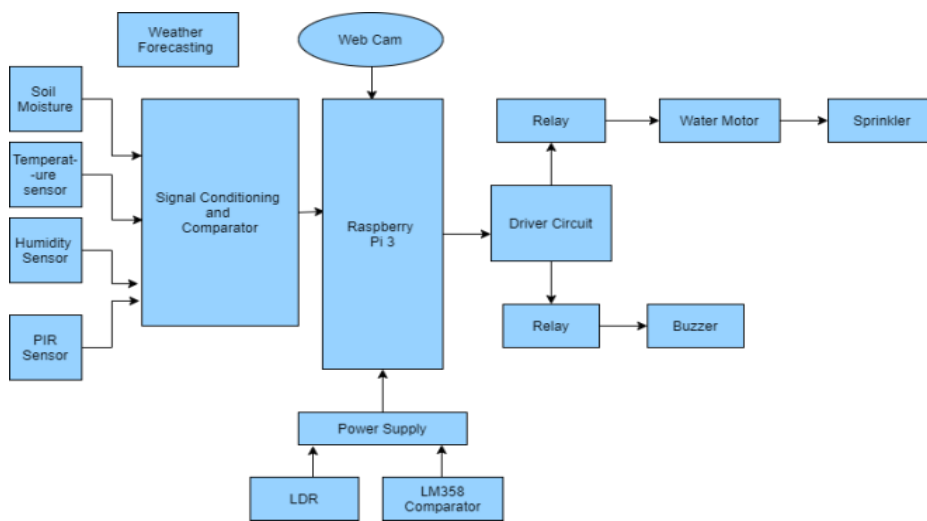 Weather
Forecasting
Web Cam
Soil
Moisture
Relay
Water Motor
Sprinkler
Temperat-
-ure
sensor
Signal Conditioning
and
Comparator
Raspberry
Pi 3
Driver Circuit
Humidity
Sensor
PIR
Sensor
Relay
Buzzer
Power Supply
LDR
LM358
Comparator